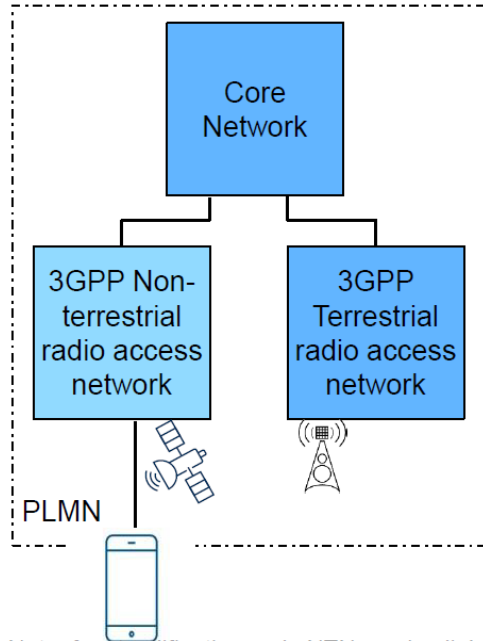 Core
Network
3GPP Non-
terrestrial
radio access
network
3GPP
Terrestrial
radio access
network
PLMN